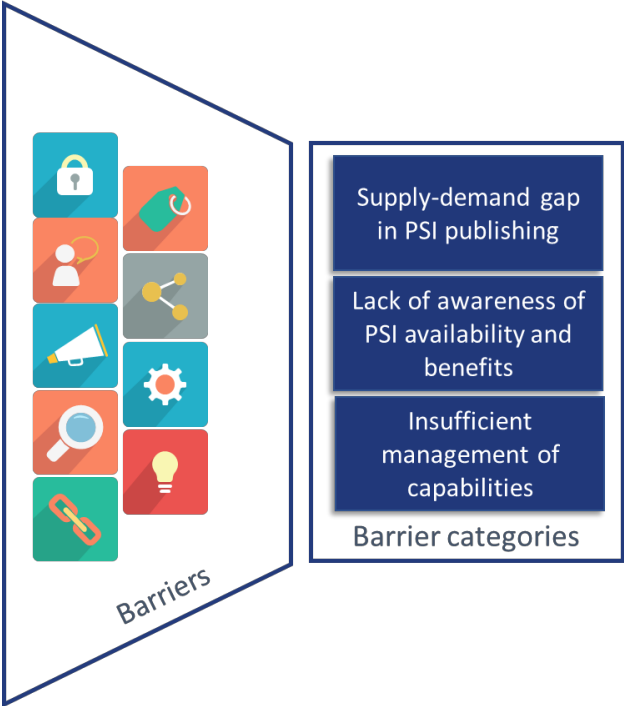 Supply-demand gap
in PSI publishing
Lack of awareness of
PSI availability and
benefits
Insufficient
management of
capabilities
Barrier categories
Barriers